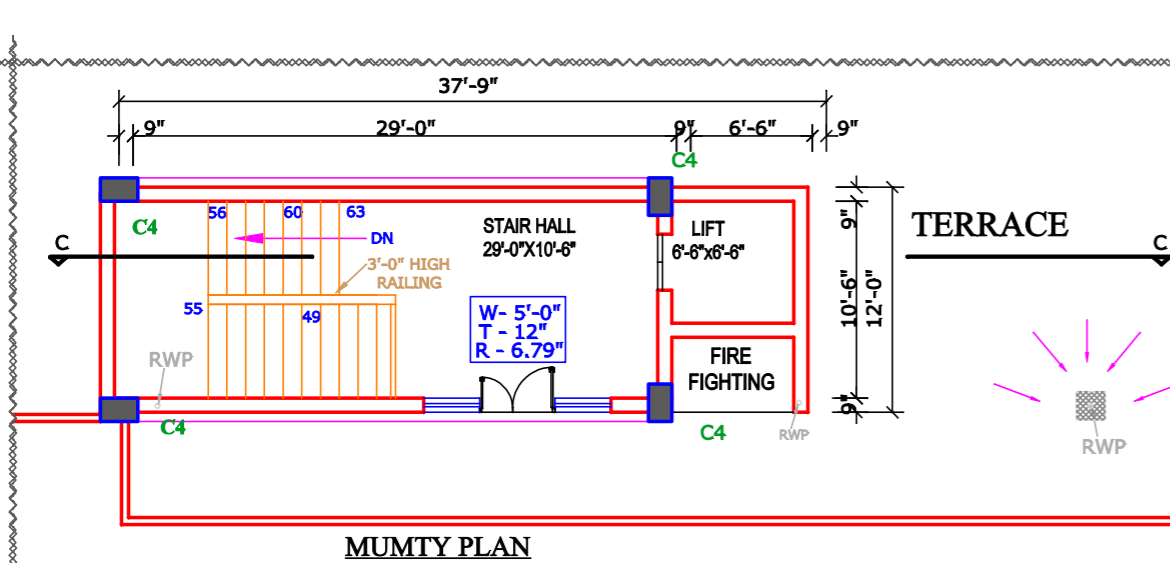 37'-9"
9"
29'-0"
9"
6'-6"
9"
C4
C4
56
60
63
DN
STAIR HALL
29'-0"X10'-6"
LIFT
6'-6"x6'-6"
9"
10'-6"
12'-0"
9"
TERRACE
C
C
3'-0" HIGH
RAILING
55
49
W- 5'-0"
T - 12"
R - 6.79"
RWP
FIRE
FIGHTING
C4
C4
RWP
RWP
MUMTY PLAN